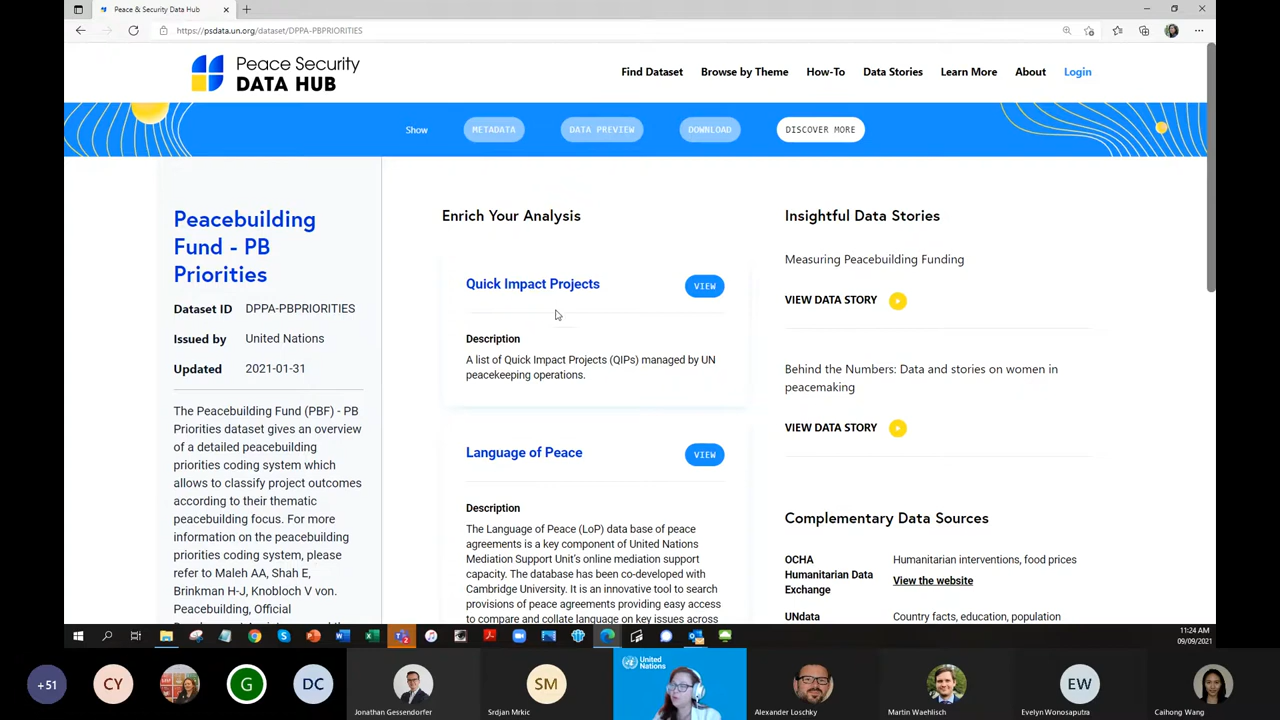 Peace & Security Data Hub
https://psdata.un.org/dataset/DPPA-PBPRIORITIES
Peace Security
DATA HUB
Find Dataset
Browse by Theme
How-To
Data Stories
Learn More
About
Login
Show
METADATA
DATA PREVIEW
DOWNLOAD
DISCOVER MORE
Peacebuilding
Fund - PB
Priorities
Dataset ID DPPA-PBPRIORITIES
Issued by United Nations
Updated 2021-01-31
The Peacebuilding Fund (PBF) - PB
Priorities dataset gives an overview
of a detailed peacebuilding
priorities coding system which
allows to classify project outcomes
according to their thematic
peacebuilding focus. For more
information on the peacebuilding
priorities coding system, please
refer to Maleh AA, Shah E,
Brinkman H-J, Knobloch V von.
Peacebuilding, Official
Enrich Your Analysis
Quick Impact Projects
VIEW
Description
A list of Quick Impact Projects (QIPs) managed by UN
peacekeeping operations.
Language of Peace
VIEW
Description
The Language of Peace (LoP) data base of peace
agreements is a key component of United Nations
Mediation Support Unit's online mediation support
capacity. The database has been co-developed with
Cambridge University. It is an innovative tool to search
provisions of peace agreements providing easy access
to compare and collate language on key issues across
Insightful Data Stories
Measuring Peacebuilding Funding
VIEW DATA STORY
Behind the Numbers: Data and stories on women in
peacemaking
VIEW DATA STORY
Complementary Data Sources
OCHA
Humanitarian Data
Exchange
Humanitarian interventions, food prices
View the website
UNdata
Country facts, education, population
11:24 AM
09/09/2021
+51
CY
G
DC
Jonathan Gessendorfer
SM
Srdjan Mrkic
United
Nations
Alexander Loschky
Martin Waehlisch
EW
Evelyn Wonosaputra
Caihong Wang